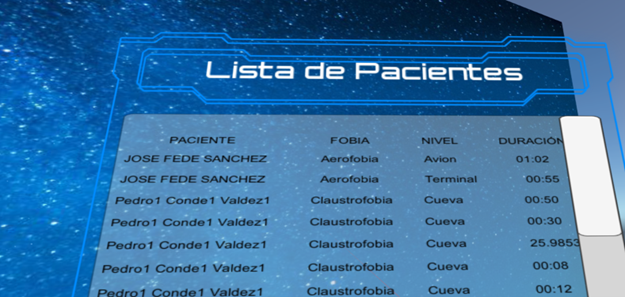 Lista de Pacientes
PACIENTE FOBIA NIVEL DURACIÓN
JOSE FEDE SANCHEZ Aerofobia Avion 01:02
JOSE FEDE SANCHEZ Aerofobia Terminal 00:55
Pedro1 Conde1 Valdez1 Claustrofobia Cueva 00:50
Pedro1 Conde1 Valdez1 Claustrofobia Cueva 00:30
Pedro1 Conde1 Valdez1 Claustrofobia Cueva 25.9853
Pedro1 Conde1 Valdez1 Claustrofobia Cueva 00:08
Pedro1 Conde1 Valdez1 Claustrofobia Cueva 00:12